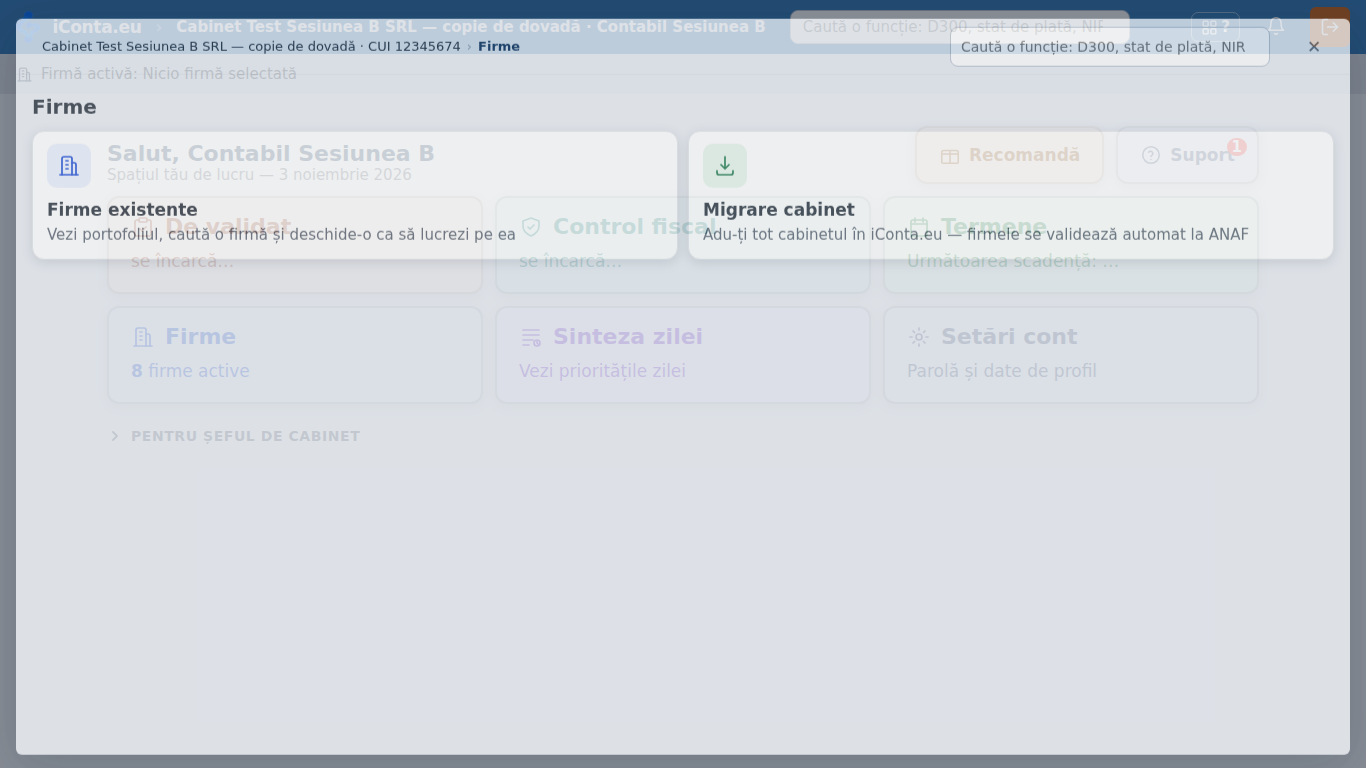 iConta.eu › Cabinet Test Sesiunea B SRL — copie de dovadă · Contabil Sesiunea B
Caută o funcție: D300, stat de plată, NIR
?
Cabinet Test Sesiunea B SRL — copie de dovadă · CUI 12345674 › Firme
Caută o funcție: D300, stat de plată, NIR
×
Firmă activă: Nicio firmă selectată
Firme
Salut, Contabil Sesiunea B
Spațiul tău de lucru — 3 noiembrie 2026
Recomandă
Suport
1
Firme existente
Vezi portofoliul, caută o firmă și deschide-o ca să lucrezi pe ea
Migrare cabinet
Adu-ți tot cabinetul în iConta.eu — firmele se validează automat la ANAF
De validat
se încarcă...
Control fiscal
se încarcă...
Termene
Următoarea scadență: ...
Firme
8 firme active
Sinteza zilei
Vezi prioritățile zilei
Setări cont
Parolă și date de profil
PENTRU ȘEFUL DE CABINET